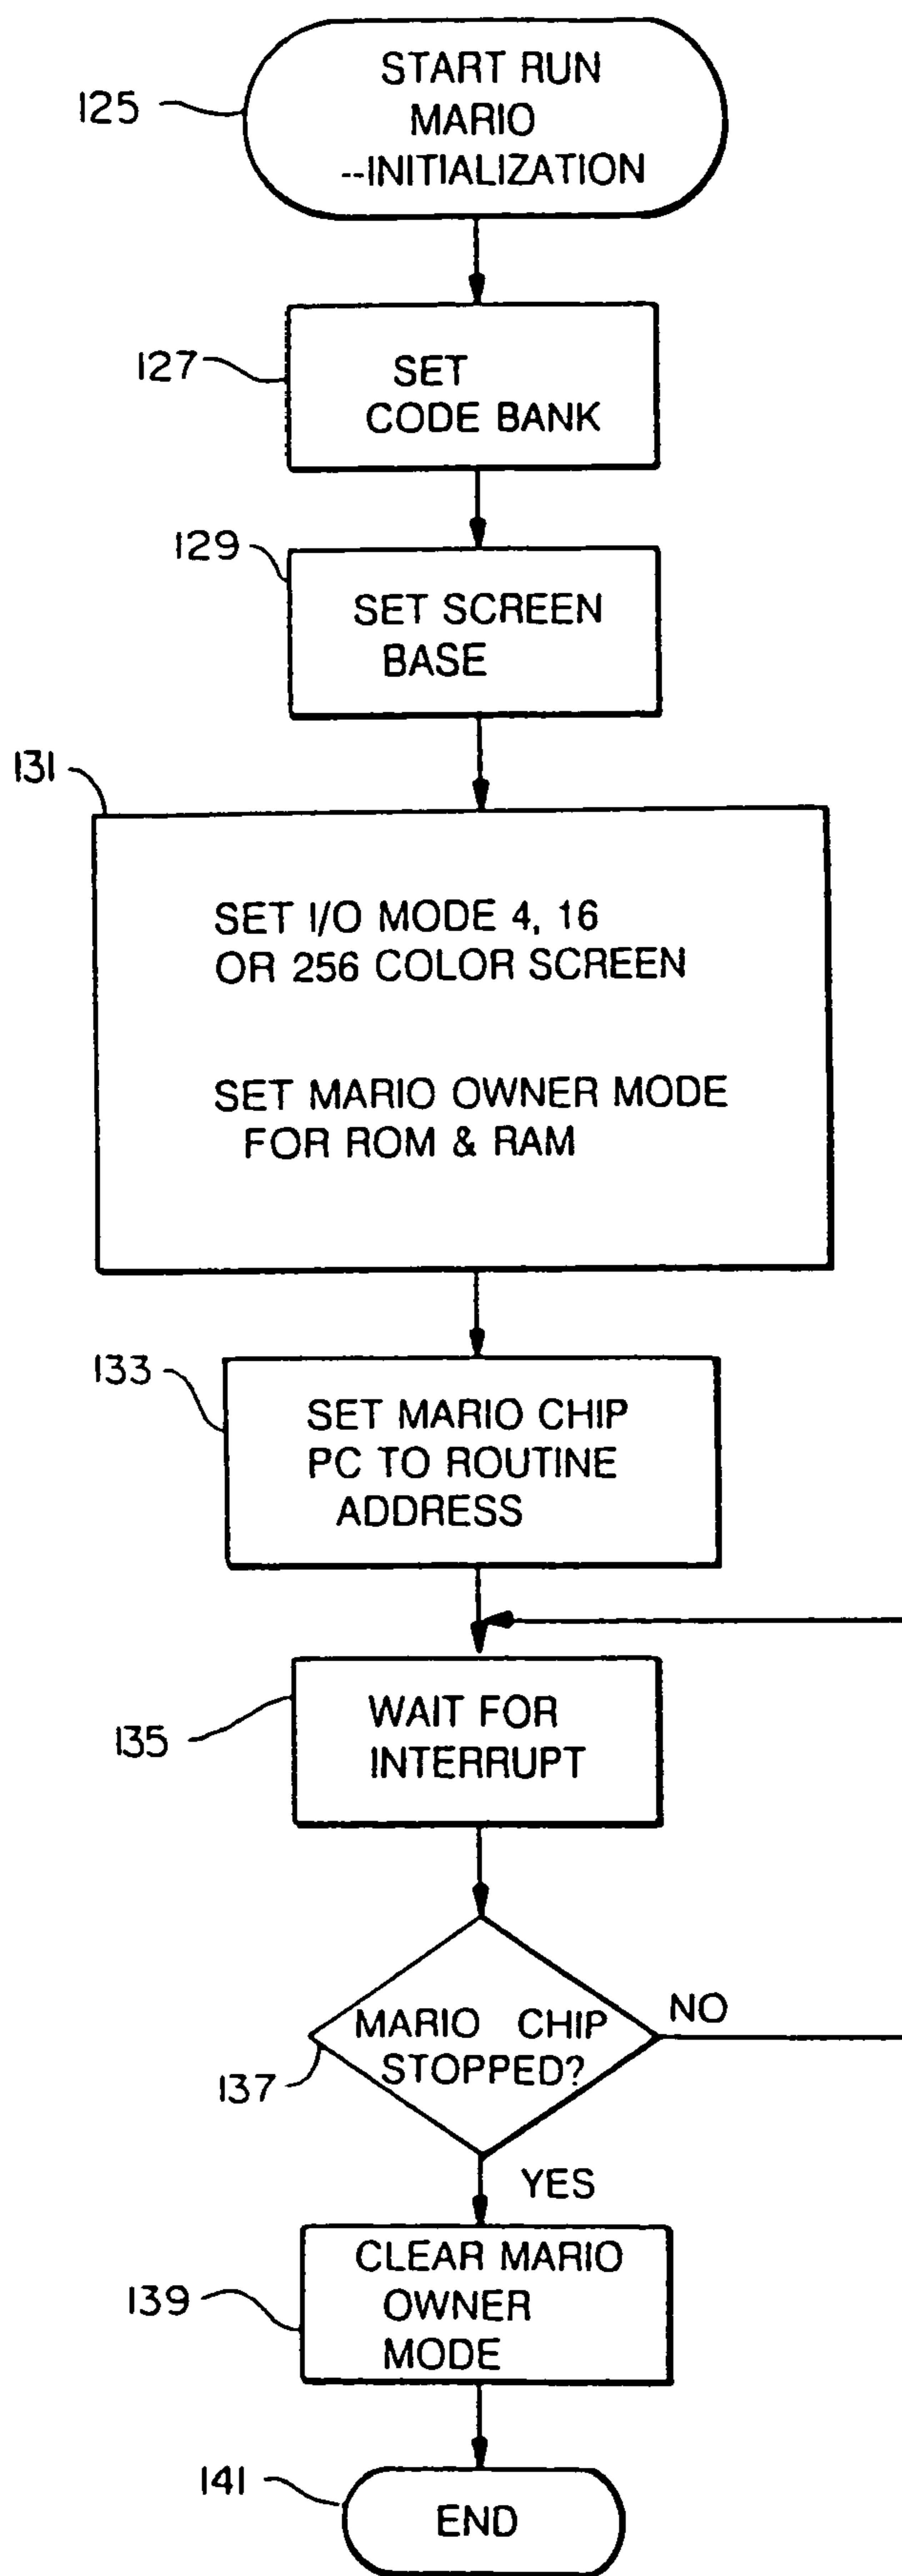 125
START RUN
MARIO
--INITIALIZATION
127
SET
CODE BANK
129
SET SCREEN
BASE
131
SET I/O MODE 4, 16
OR 256 COLOR SCREEN
SET MARIO OWNER MODE
FOR ROM & RAM
133
SET MARIO CHIP
PC TO ROUTINE
ADDRESS
135
WAIT FOR
INTERRUPT
137
MARIO CHIP
STOPPED?
NO
YES
139
CLEAR MARIO
OWNER
MODE
141
END